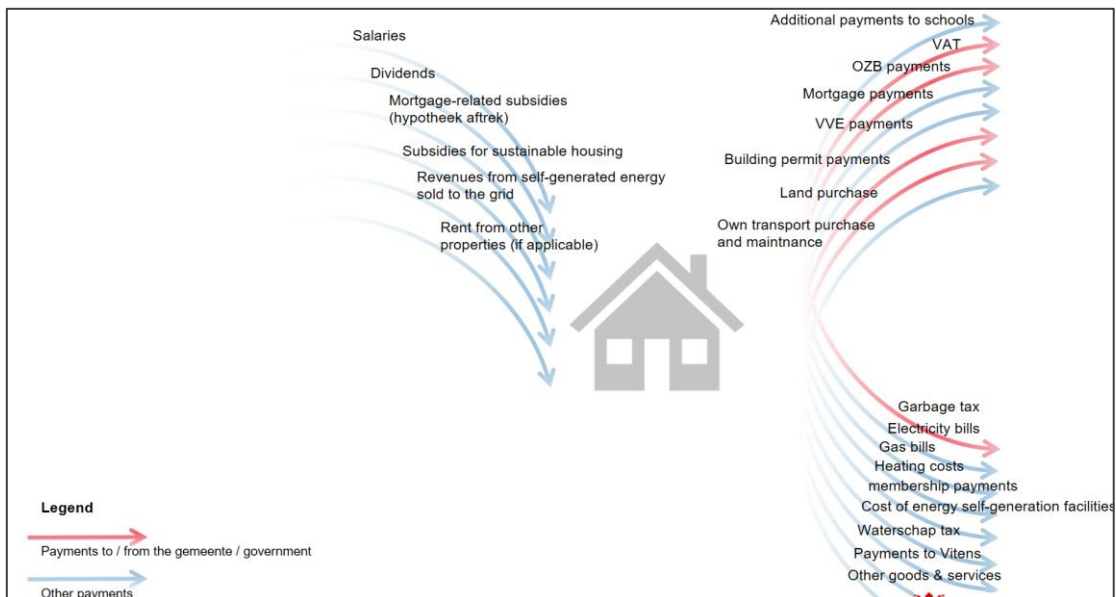 Salaries
Dividends
Mortgage-related subsidies
(hypotheek aftrek)
Subsidies for sustainable housing
Revenues from self-generated energy
sold to the grid
Rent from other
properties (if applicable)
Additional payments to schools
VAT
OZB payments
Mortgage payments
VVE payments
Building permit payments
Land purchase
Own transport purchase
and maintnance
Garbage tax
Electricity bills
Gas bills
Heating costs
membership payments
Cost of energy self-generation facilities
Waterschap tax
Payments to Vitens
Other goods & services
Legend
Payments to / from the gemeente / government
Other payments